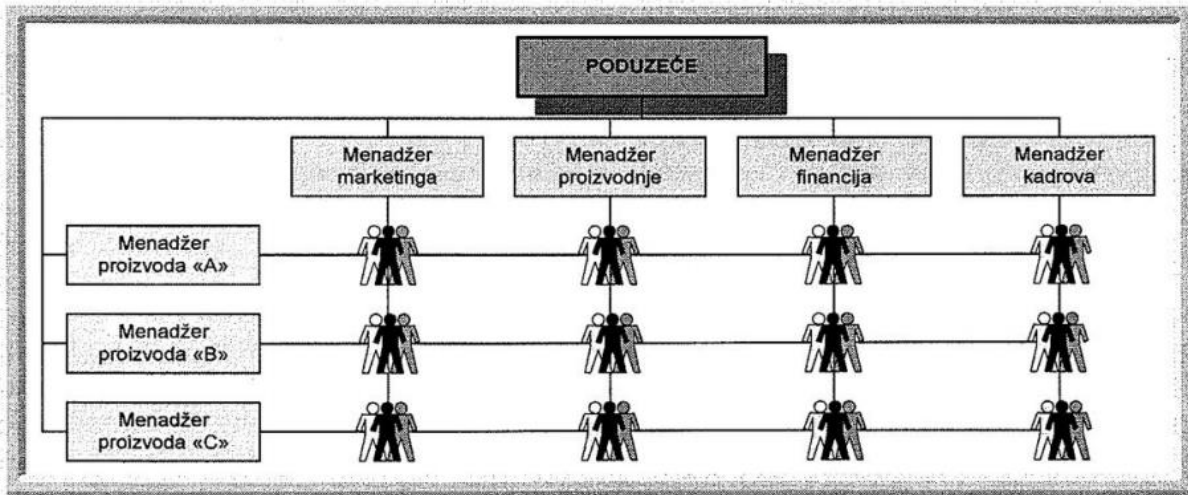 PODUZEĆE
Menadžer
marketinga
Menadžer
proizvodnje
Menadžer
financija
Menadžer
kadrova
Menadžer
proizvoda «A»
Menadžer
proizvoda «B»
Menadžer
proizvoda «C»